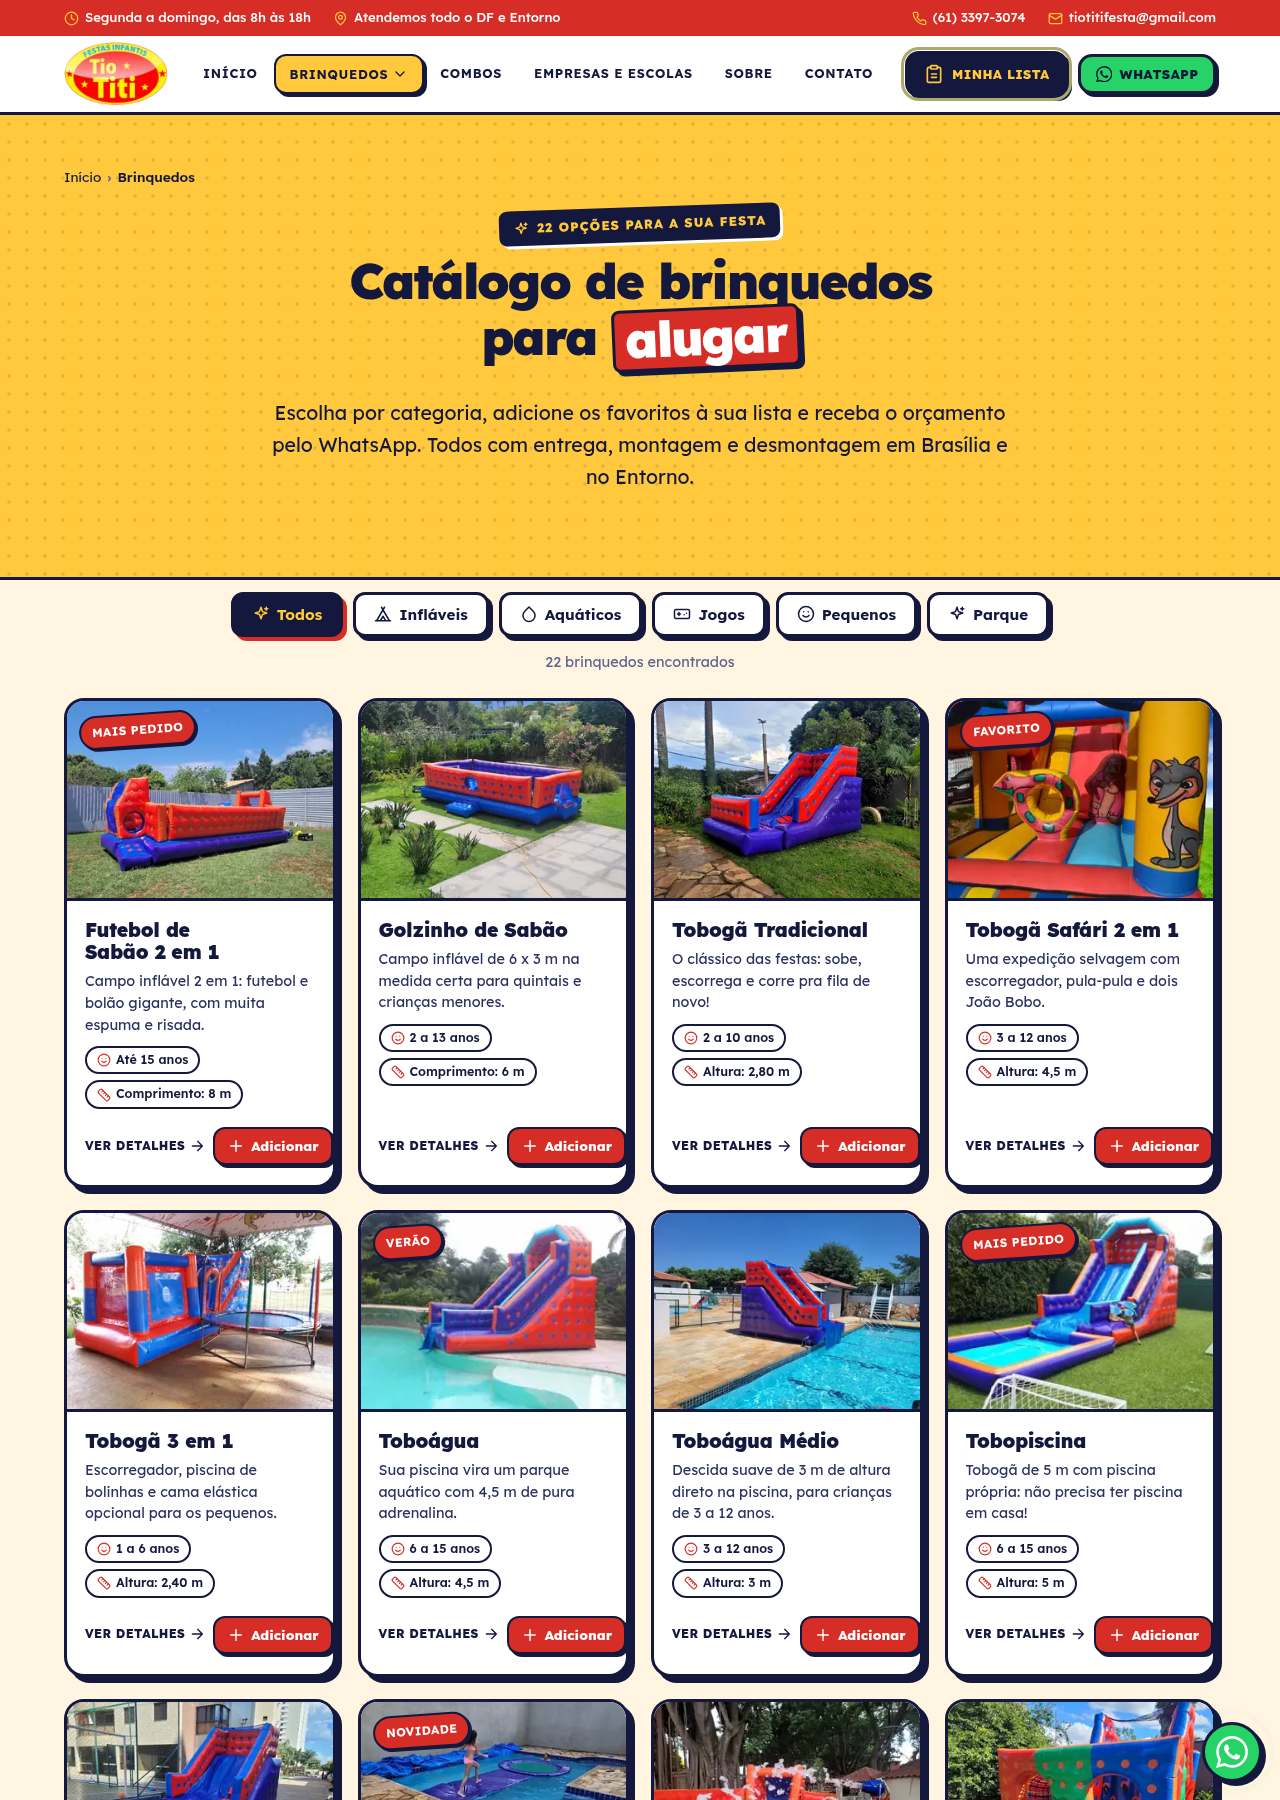 Segunda a domingo, das 8h às 18h
Atendemos todo o DF e Entorno
(61) 3397-3074
tiotitifesta@gmail.com
FESTAS INFANTIS
Tio
Titi
INÍCIO
BRINQUEDOS
COMBOS
EMPRESAS E ESCOLAS
SOBRE
CONTATO
MINHA LISTA
WHATSAPP
Início › Brinquedos
22 OPÇÕES PARA A SUA FESTA
Catálogo de brinquedos
para alugar
Escolha por categoria, adicione os favoritos à sua lista e receba o orçamento
pelo WhatsApp. Todos com entrega, montagem e desmontagem em Brasília e
no Entorno.
Todos
Infláveis
Aquáticos
Jogos
Pequenos
Parque
22 brinquedos encontrados
MAIS PEDIDO
Futebol de
Sabão 2 em 1
Campo inflável 2 em 1: futebol e
bolão gigante, com muita
espuma e risada.
Até 15 anos
Comprimento: 8 m
VER DETALHES →
+ Adicionar
Golzinho de Sabão
Campo inflável de 6 x 3 m na
medida certa para quintais e
crianças menores.
2 a 13 anos
Comprimento: 6 m
VER DETALHES →
+ Adicionar
Tobogã Tradicional
O clássico das festas: sobe,
escorrega e corre pra fila de
novo!
2 a 10 anos
Altura: 2,80 m
VER DETALHES →
+ Adicionar
FAVORITO
Tobogã Safári 2 em 1
Uma expedição selvagem com
escorregador, pula-pula e dois
João Bobo.
3 a 12 anos
Altura: 4,5 m
VER DETALHES →
+ Adicionar
Tobogã 3 em 1
Escorregador, piscina de
bolinhas e cama elástica
opcional para os pequenos.
1 a 6 anos
Altura: 2,40 m
VER DETALHES →
+ Adicionar
VERÃO
Toboágua
Sua piscina vira um parque
aquático com 4,5 m de pura
adrenalina.
6 a 15 anos
Altura: 4,5 m
VER DETALHES →
+ Adicionar
Toboágua Médio
Descida suave de 3 m de altura
direto na piscina, para crianças
de 3 a 12 anos.
3 a 12 anos
Altura: 3 m
VER DETALHES →
+ Adicionar
MAIS PEDIDO
Tobopiscina
Tobogã de 5 m com piscina
própria: não precisa ter piscina
em casa!
6 a 15 anos
Altura: 5 m
VER DETALHES →
+ Adicionar
NOVIDADE